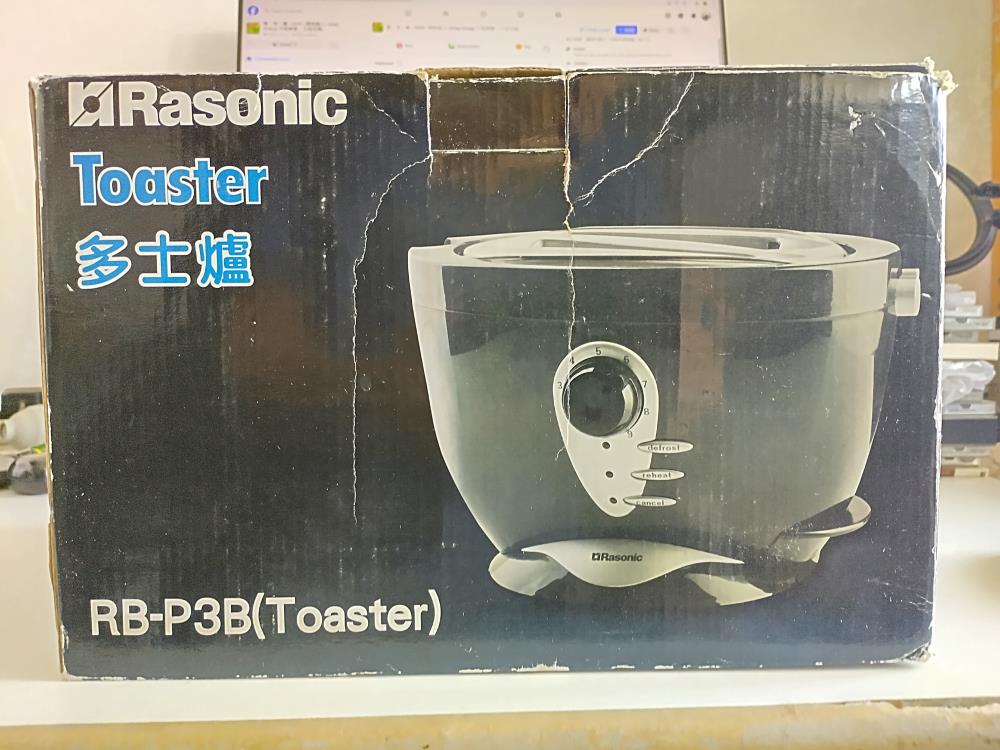 Rasonic
Toaster
多士爐
3 4 5 6 7 8 9
defrost
reheat
cancel
Rasonic
RB-P3B(Toaster)